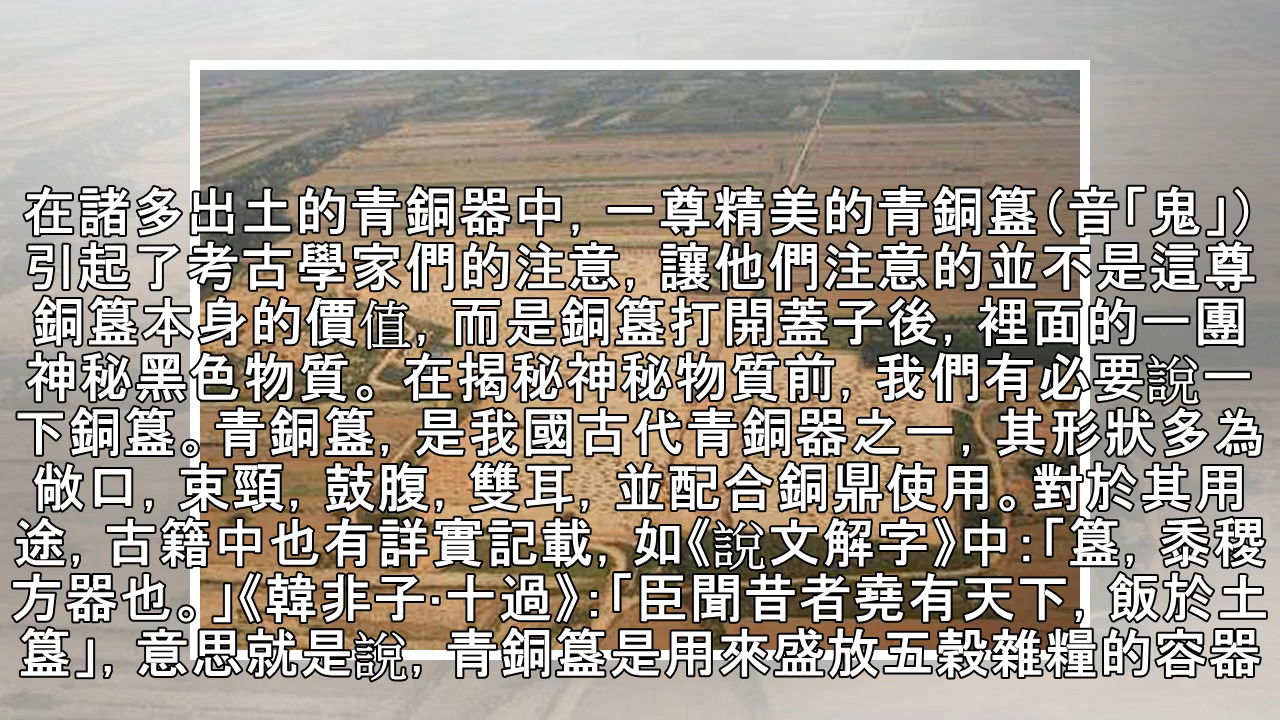 在諸多出土的青銅器中, 一尊精美的青銅簋(音「鬼」)
引起了考古學家們的注意, 讓他們注意的並不是這尊
銅簋本身的價值, 而是銅簋打開蓋子後, 裡面的一團
神秘黑色物質。在揭秘神秘物質前, 我們有必要說一
下銅簋。青銅簋, 是我國古代青銅器之一, 其形狀多為
敞口, 束頸, 鼓腹, 雙耳, 並配合銅鼎使用。對於其用
途, 古籍中也有詳實記載, 如《說文解字》中:「簋, 黍稷
方器也。」《韓非子·十過》:「臣聞昔者堯有天下, 飯於土
簋」, 意思就是說, 青銅簋是用來盛放五穀雜糧的容器